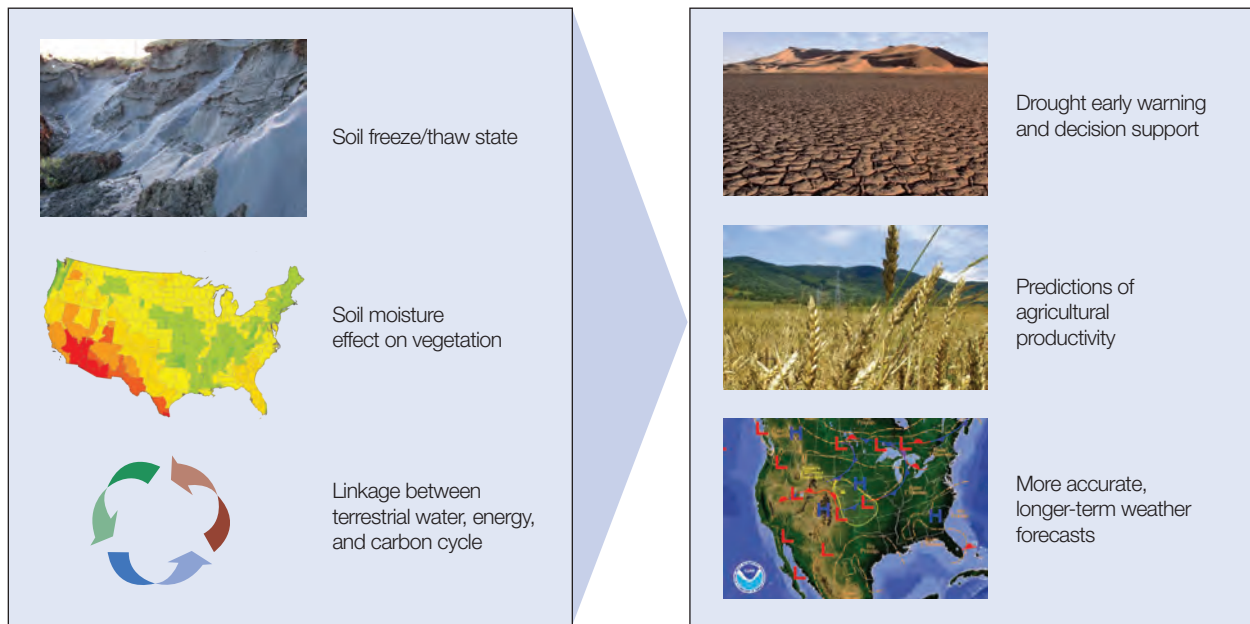 Soil freeze/thaw state
Soil moisture
effect on vegetation
Linkage between
terrestrial water, energy,
and carbon cycle
Drought early warning
and decision support
Predictions of
agricultural
productivity
L
H
L
L
L
L
H
L
L
L
H
L
H
L
L
L
More accurate,
longer-term weather
forecasts